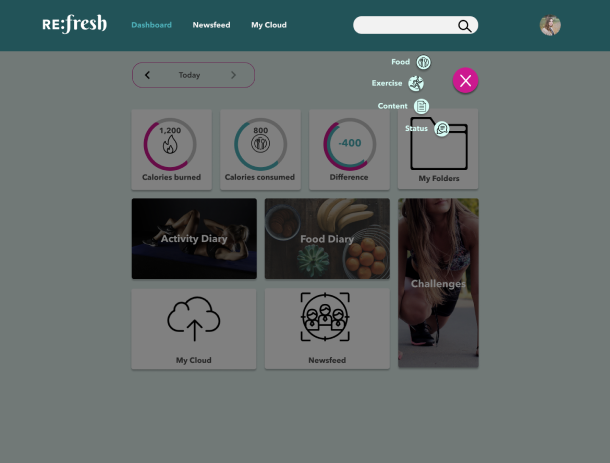 RE:fresh
Dashboard Newsfeed My Cloud
Food
Today
Exercise
Content
Status
1,200
Calories burned
800
Calories consumed
-400
Difference
My Folders
Activity Diary
Food Diary
Challenges
My Cloud
Newsfeed